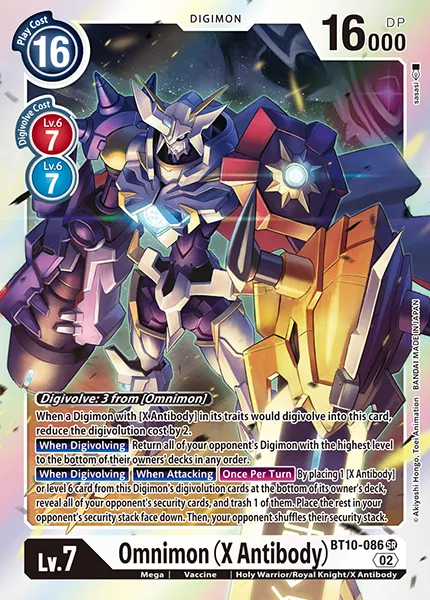 DIGIMON
Play Cost
16
16000
DP
sasasi
Digivolve Cost
Lv.6
7
Lv.6
7
Digivolve: 3 from [Omnimon]
When a Digimon with [X Antibody] in its traits would digivolve into this card,
reduce the digivolution cost by 2.
When Digivolving Return all of your opponent's Digimon with the highest level
to the bottom of their owners' decks in any order.
When Digivolving When Attacking Once Per Turn By placing 1 [X Antibody]
or level 6 card from this Digimon's digivolution cards at the bottom of its owner's deck,
reveal all of your opponent's security cards, and trash 1 of them. Place the rest in your
opponent's security stack face down. Then, your opponent shuffles their security stack.
©Akiyoshi Hongo, Toei Animation BANDAI MADE IN JAPAN
Lv.7
Omnimon (X Antibody)
BT10-086 SR
02
Mega | Vaccine | Holy Warrior/Royal Knight/X Antibody